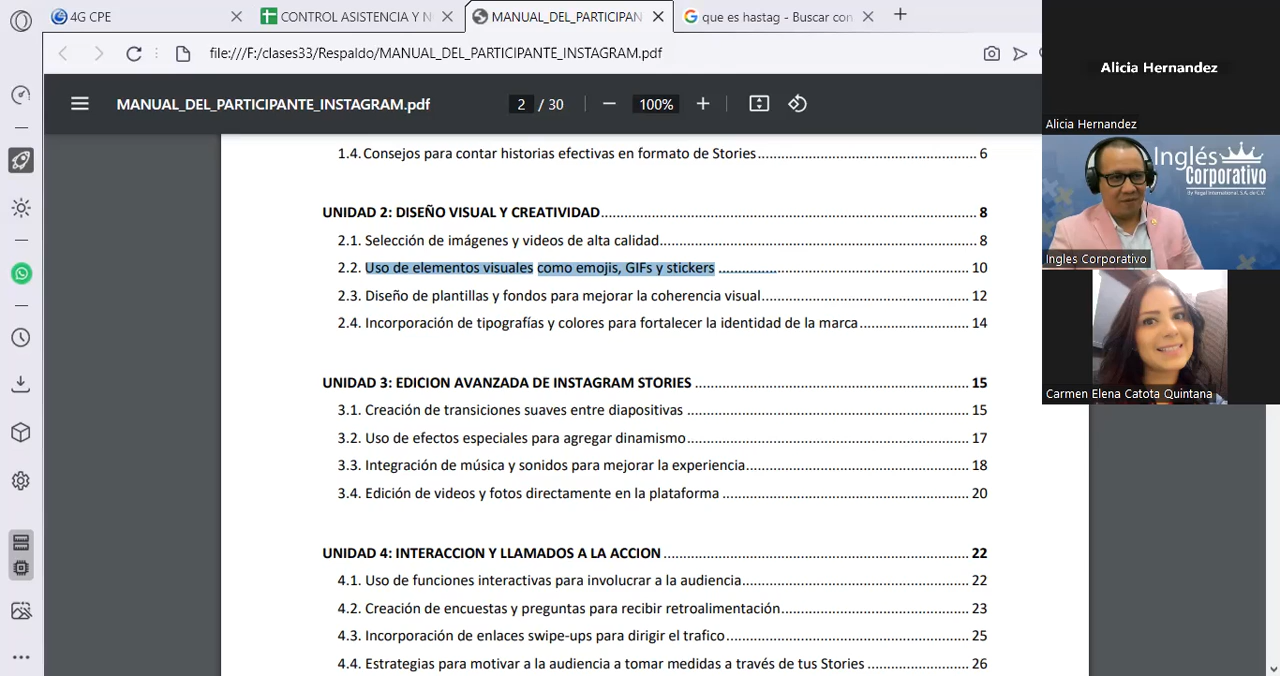 4G CPE
CONTROL ASISTENCIA Y N
MANUAL_DEL_PARTICIPAN
que es hastag - Buscar con
file:///F:/clases33/Respaldo/MANUAL_DEL_PARTICIPANTE_INSTAGRAM.pdf
MANUAL_DEL_PARTICIPANTE_INSTAGRAM.pdf
2 / 30
100%
1.4. Consejos para contar historias efectivas en formato de Stories 6
UNIDAD 2: DISEÑO VISUAL Y CREATIVIDAD 8
2.1. Selección de imágenes y videos de alta calidad 8
2.2. Uso de elementos visuales como emojis, GIFs y stickers 10
2.3. Diseño de plantillas y fondos para mejorar la coherencia visual 12
2.4. Incorporación de tipografías y colores para fortalecer la identidad de la marca 14
UNIDAD 3: EDICION AVANZADA DE INSTAGRAM STORIES 15
3.1. Creación de transiciones suaves entre diapositivas 15
3.2. Uso de efectos especiales para agregar dinamismo 17
3.3. Integración de música y sonidos para mejorar la experiencia 18
3.4. Edición de videos y fotos directamente en la plataforma 20
UNIDAD 4: INTERACCION Y LLAMADOS A LA ACCION 22
4.1. Uso de funciones interactivas para involucrar a la audiencia 22
4.2. Creación de encuestas y preguntas para recibir retroalimentación 23
4.3. Incorporación de enlaces swipe-ups para dirigir el trafico 25
4.4. Estrategias para motivar a la audiencia a tomar medidas a través de tus Stories 26
Alicia Hernandez
Alicia Hernandez
Inglés
Corporativo
By Regal International, S.A. de C.V.
Ingles Corporativo
Carmen Elena Catota Quintana